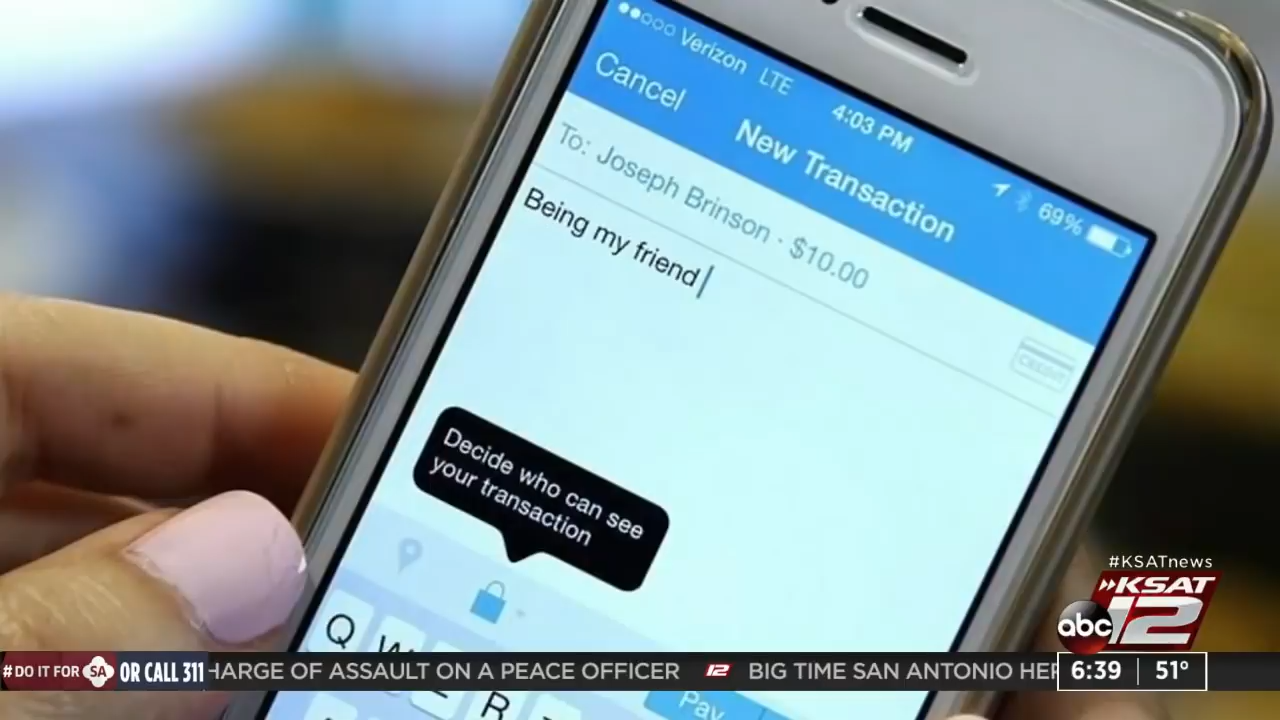 Verizon LTE
4:03 PM
69%
Cancel
New Transaction
To: Joseph Brinson · $10.00
Being my friend
Decide who can see
your transaction
Q W
R
Pay
#KSATnews
KSAT
abc 12
#DO IT FOR SA OR CALL 311
HARGE OF ASSAULT ON A PEACE OFFICER 12 BIG TIME SAN ANTONIO HE
6:39 51°